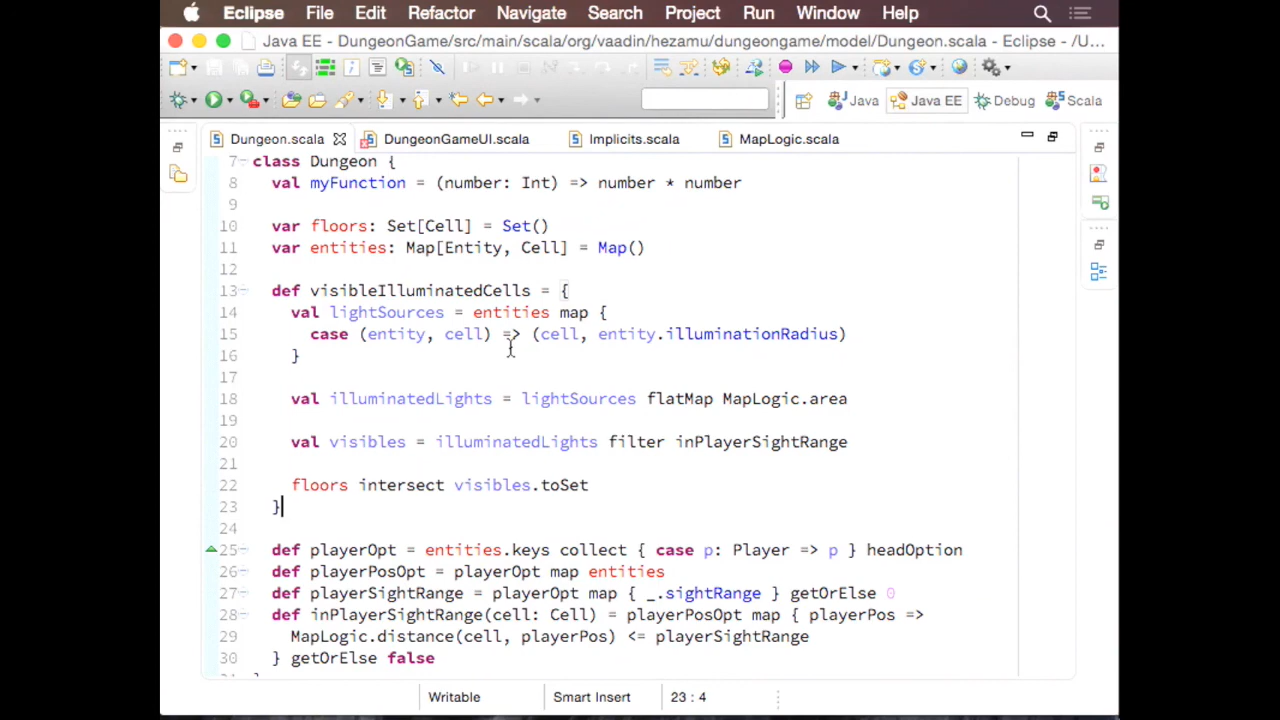 Eclipse File Edit Refactor Navigate Search Project Run Window Help
Java EE - DungeonGame/src/main/scala/org/vaadin/hezamu/dungeongame/model/Dungeon.scala - Eclipse - /U...
Java Java EE Debug Scala
Dungeon.scala DungeonGameUI.scala Implicits.scala MapLogic.scala
7 class Dungeon {
8 val myFunction = (number: Int) => number * number
9
10 var floors: Set[Cell] = Set()
11 var entities: Map[Entity, Cell] = Map()
12
13 def visibleIlluminatedCells = {
14 val lightSources = entities map {
15 case (entity, cell) => (cell, entity.illuminationRadius)
16 }
17
18 val illuminatedLights = lightSources flatMap MapLogic.area
19
20 val visibles = illuminatedLights filter inPlayerSightRange
21
22 floors intersect visibles.toSet
23 }
24
25 def playerOpt = entities.keys collect { case p: Player => p } headOption
26 def playerPosOpt = playerOpt map entities
27 def playerSightRange = playerOpt map { _.sightRange } getOrElse 0
28 def inPlayerSightRange(cell: Cell) = playerPosOpt map { playerPos =>
29 MapLogic.distance(cell, playerPos) <= playerSightRange
30 } getOrElse false
Writable Smart Insert 23 : 4